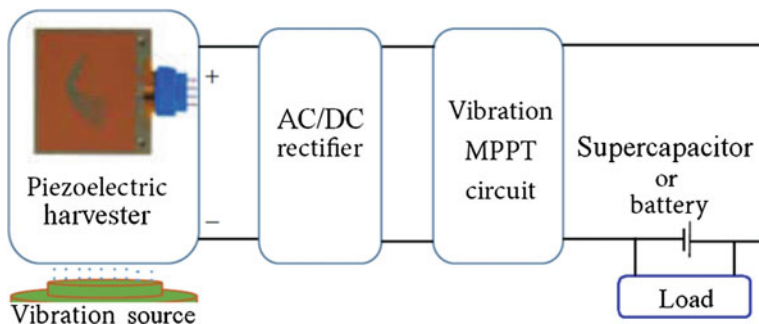 +
Piezoelectric
harvester
−
Vibration source
AC/DC
rectifier
Vibration
MPPT
circuit
Supercapacitor
or
battery
Load